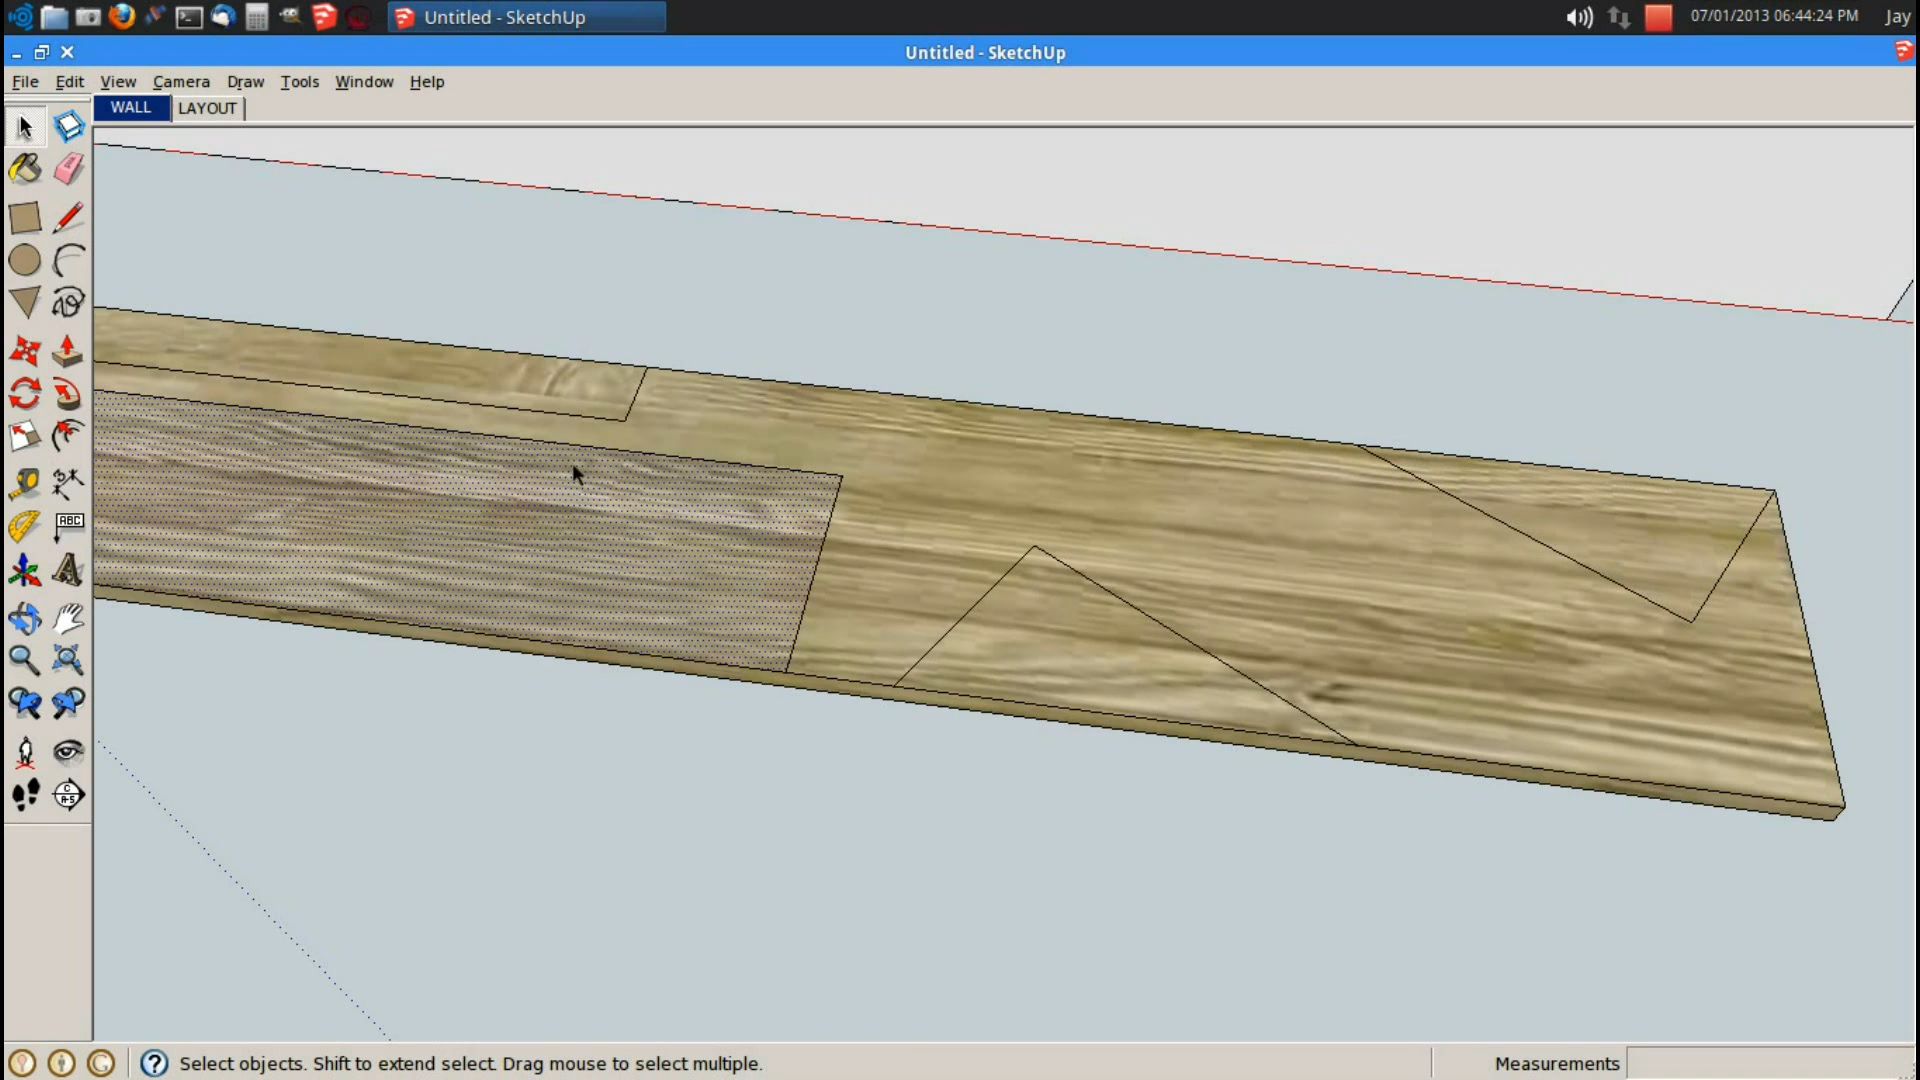 Untitled - SketchUp
07/01/2013 06:44:24 PM Jay
Untitled - SketchUp
File Edit View Camera Draw Tools Window Help
WALL LAYOUT
ABC
A
Select objects. Shift to extend select. Drag mouse to select multiple.
Measurements